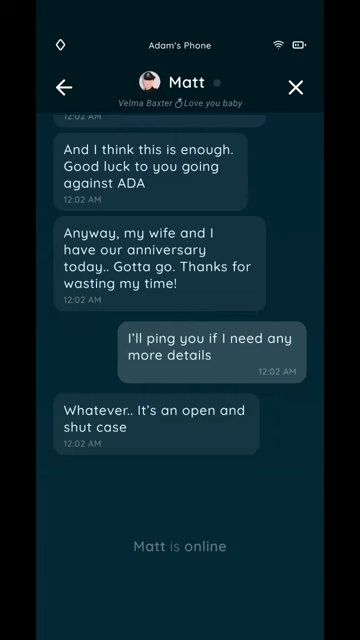 Adam's Phone
Matt
Velma Baxter💍Love you baby
12:02 AM
And I think this is enough.
Good luck to you going
against ADA
12:02 AM
Anyway, my wife and I
have our anniversary
today.. Gotta go. Thanks for
wasting my time!
12:02 AM
I'll ping you if I need any
more details
12:02 AM
Whatever.. It's an open and
shut case
12:02 AM
Matt is online